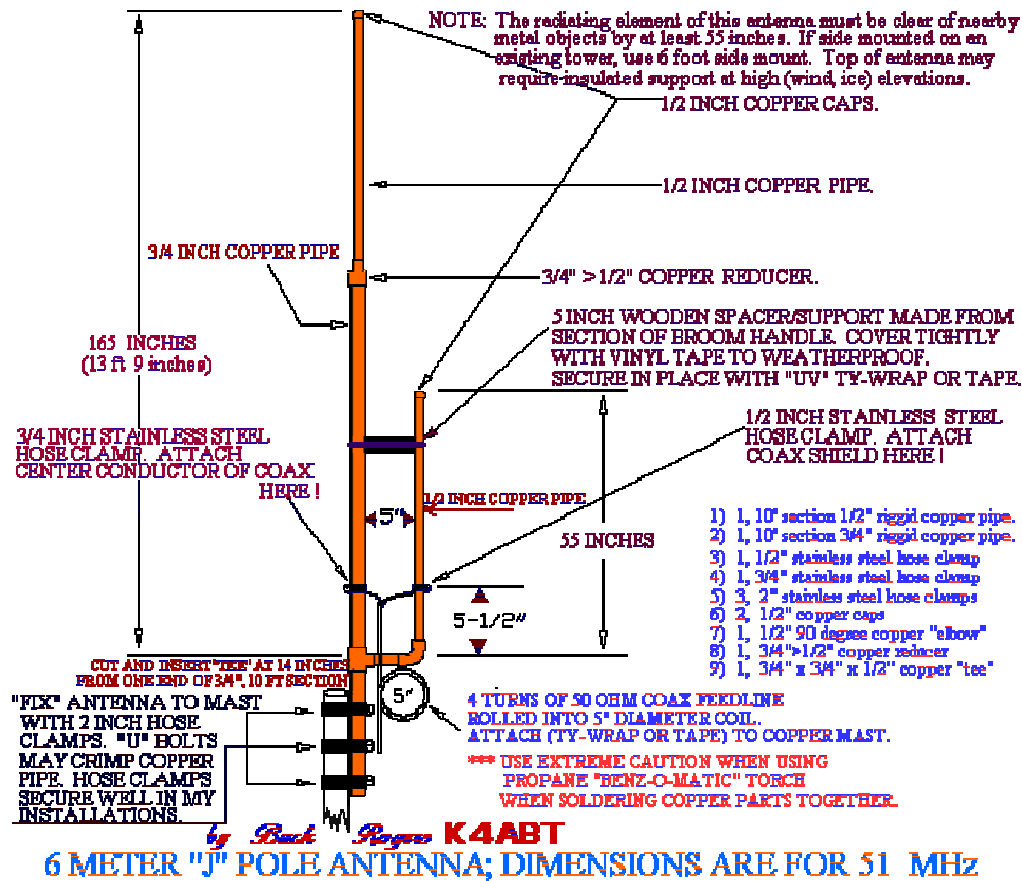 NOTE: The radiating element of this antenna must be clear of nearby
metal objects by at least 55 inches. If side mounted on an
existing tower, use 6 foot side mount. Top of antenna may
require insulated support at high (wind, ice) elevations.
1/2 INCH COPPER CAPS.
1/2 INCH COPPER PIPE.
3/4 INCH COPPER PIPE
3/4" >1/2" COPPER REDUCER.
5 INCH WOODEN SPACER/SUPPORT MADE FROM
SECTION OF BROOM HANDLE. COVER TIGHTLY
WITH VINYL TAPE TO WEATHERPROOF.
SECURE IN PLACE WITH "UV" TY-WRAP OR TAPE.
165 INCHES
(13 ft 9 inches)
1/2 INCH STAINLESS STEEL
HOSE CLAMP. ATTACH
COAX SHIELD HERE !
3/4 INCH STAINLESS STEEL
HOSE CLAMP. ATTACH
CENTER CONDUCTOR OF COAX
HERE !
1/2 INCH COPPER PIPE
5"
55 INCHES
1) 1, 10" section 1/2" riggid copper pipe.
2) 1, 10" section 3/4" riggid copper pipe.
3) 1, 1/2" stainless steel hose clamp
4) 1, 3/4" stainless steel hose clamp
5) 3, 2" stainless steel hose clamps
6) 2, 1/2" copper caps
7) 1, 1/2" 90 degree copper "elbow"
8) 1, 3/4">1/2" copper reducer
9) 1, 3/4" x 3/4" x 1/2" copper "tee"
5-1/2"
CUT AND INSERT "TEE" AT 14 INCHES
FROM ONE END OF 3/4", 10 FT SECTION
5"
"FIX" ANTENNA TO MAST
WITH 2 INCH HOSE
CLAMPS. "U" BOLTS
MAY CRIMP COPPER
PIPE. HOSE CLAMPS
SECURE WELL IN MY
INSTALLATIONS.
4 TURNS OF 50 OHM COAX FEEDLINE
ROLLED INTO 5" DIAMETER COIL.
ATTACH (TY-WRAP OR TAPE) TO COPPER MAST.
*** USE EXTREME CAUTION WHEN USING
PROPANE "BENZ-O-MATIC" TORCH
WHEN SOLDERING COPPER PARTS TOGETHER.
by Buck Rogers K4ABT
6 METER "J" POLE ANTENNA; DIMENSIONS ARE FOR 51 MHz